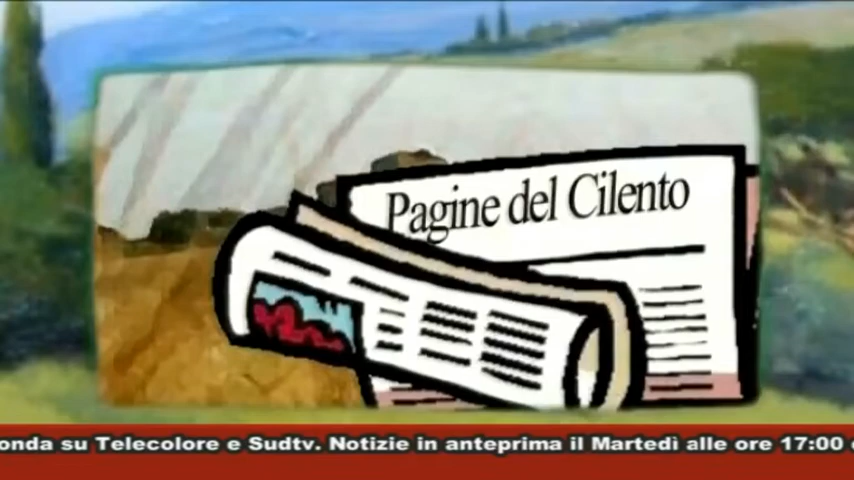 Pagine del Cilento
onda su Telecolore e Sudtv. Notizie in anteprima il Martedì alle ore 17:00